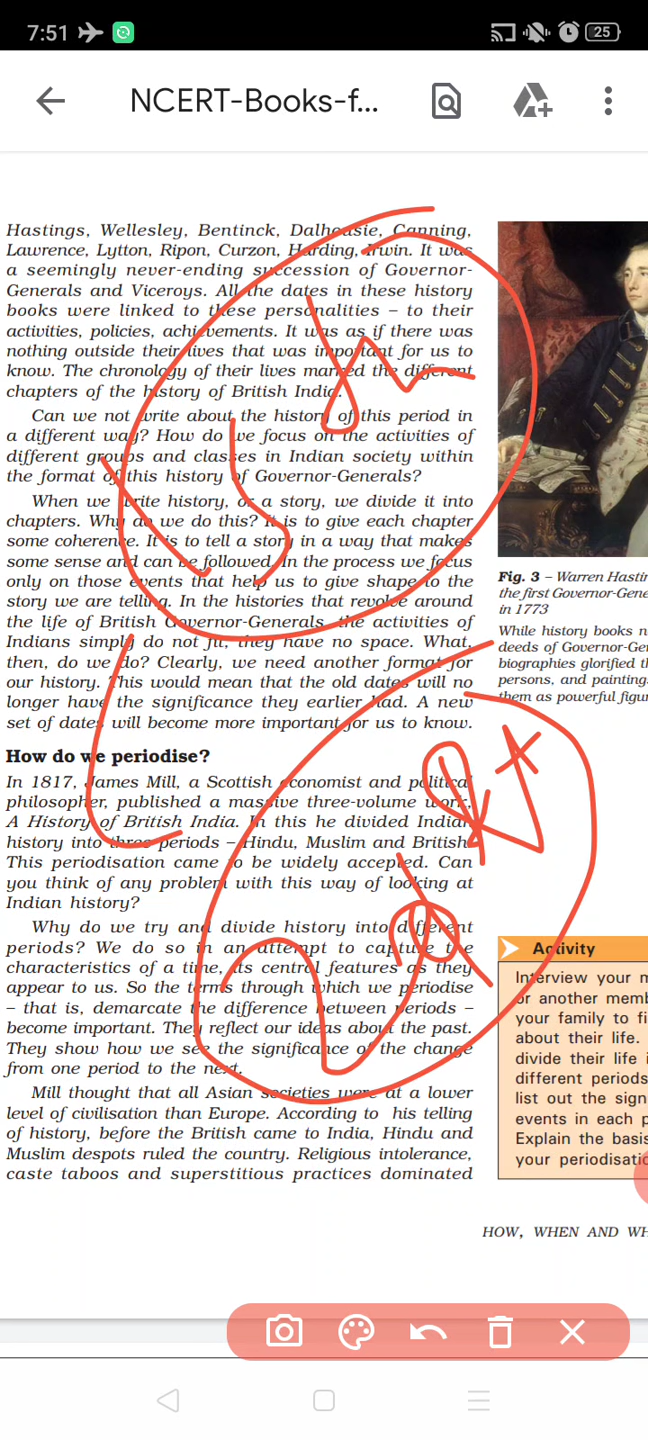 7:51
25
NCERT-Books-f...
Hastings, Wellesley, Bentinck, Dalhousie, Canning,
Lawrence, Lytton, Ripon, Curzon, Harding, Irwin. It was
a seemingly never-ending succession of Governor-
Generals and Viceroys. All the dates in these history
books were linked to these personalities – to their
activities, policies, achievements. It was as if there was
nothing outside their lives that was important for us to
know. The chronology of their lives marked the different
chapters of the history of British India.
Can we not write about the history of this period in
a different way? How do we focus on the activities of
different groups and classes in Indian society within
the format of this history of Governor-Generals?
When we write history, or a story, we divide it into
chapters. Why do we do this? It is to give each chapter
some coherence. It is to tell a story in a way that makes
some sense and can be followed. In the process we focus
only on those events that help us to give shape to the
story we are telling. In the histories that revolve around
the life of British Governor-Generals, the activities of
Indians simply do not fit; they have no space. What,
then, do we do? Clearly, we need another format for
our history. This would mean that the old dates will no
longer have the significance they earlier had. A new
set of dates will become more important for us to know.
How do we periodise?
In 1817, James Mill, a Scottish economist and political
philosopher, published a massive three-volume work,
A History of British India. In this he divided Indian
history into three periods – Hindu, Muslim and British.
This periodisation came to be widely accepted. Can
you think of any problem with this way of looking at
Indian history?
Why do we try and divide history into different
periods? We do so in an attempt to capture the
characteristics of a time, its central features as they
appear to us. So the terms through which we periodise
– that is, demarcate the difference between periods –
become important. They reflect our ideas about the past.
They show how we see the significance of the change
from one period to the next.
Mill thought that all Asian societies were at a lower
level of civilisation than Europe. According to his telling
of history, before the British came to India, Hindu and
Muslim despots ruled the country. Religious intolerance,
caste taboos and superstitious practices dominated
Fig. 3 – Warren Hastin
the first Governor-Gene
in 1773
While history books n
deeds of Governor-Ge
biographies glorified th
persons, and painting
them as powerful figur
Activity
Interview your m
or another memb
your family to fi
about their life.
divide their life i
different periods
list out the sign
events in each p
Explain the basis
your periodisatio
HOW, WHEN AND WH